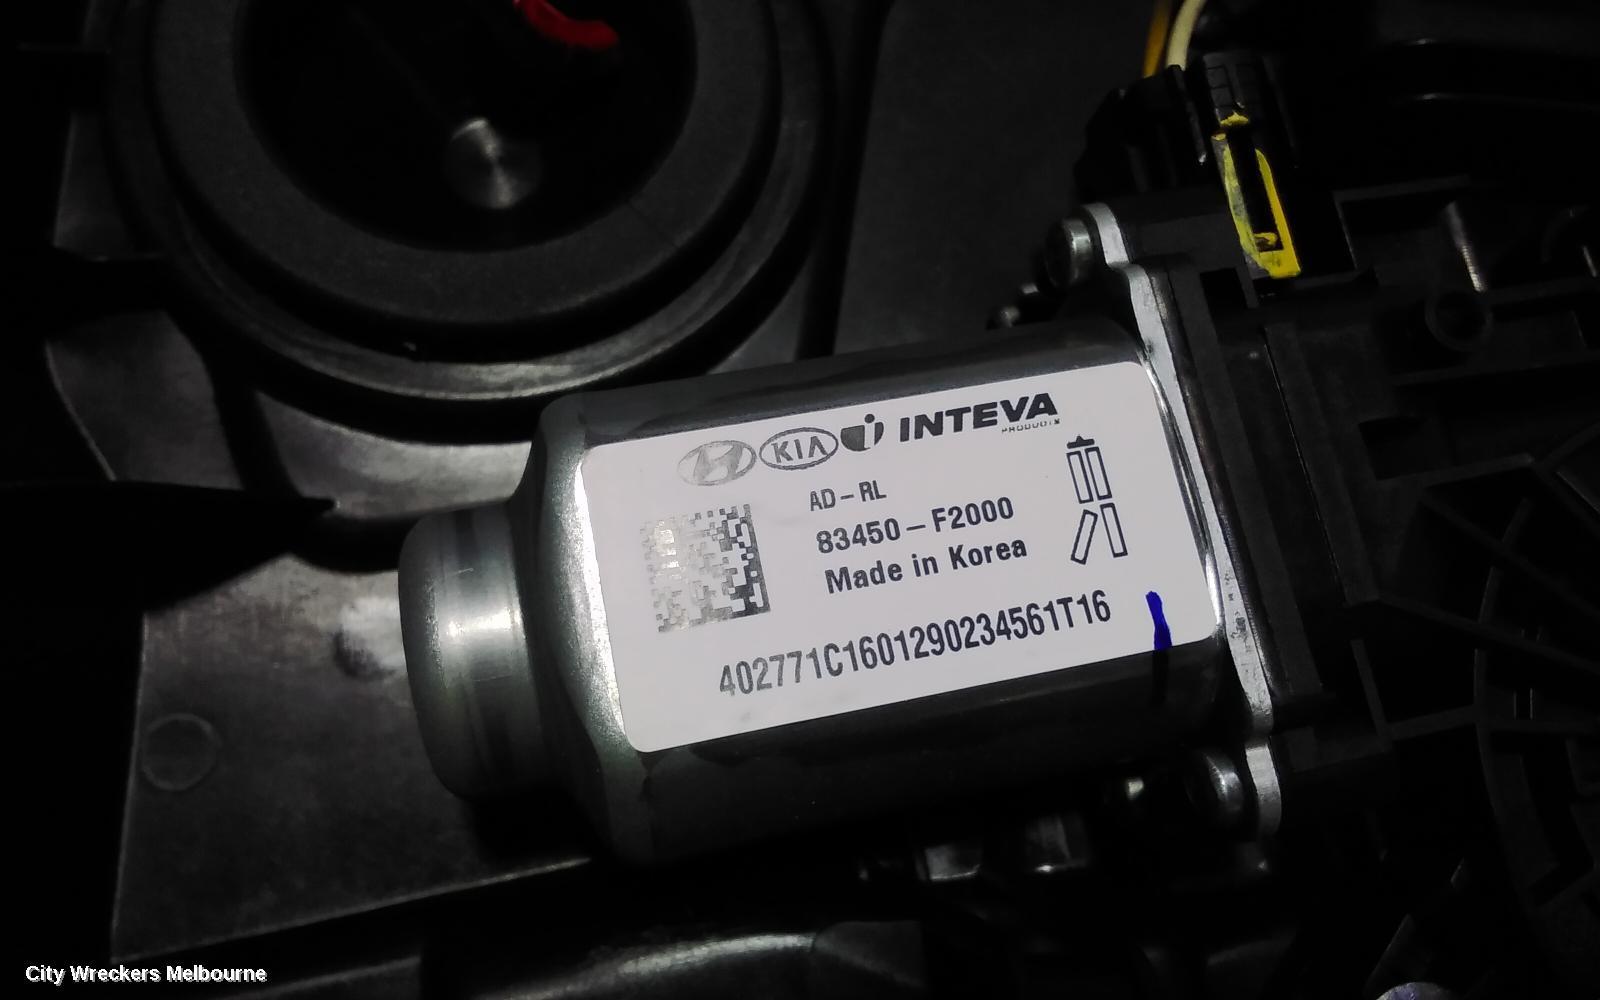 KIA INTEVA
PRODUCTS
AD-RL
83450-F2000
Made in Korea
402771C1601290234561T16
City Wreckers Melbourne